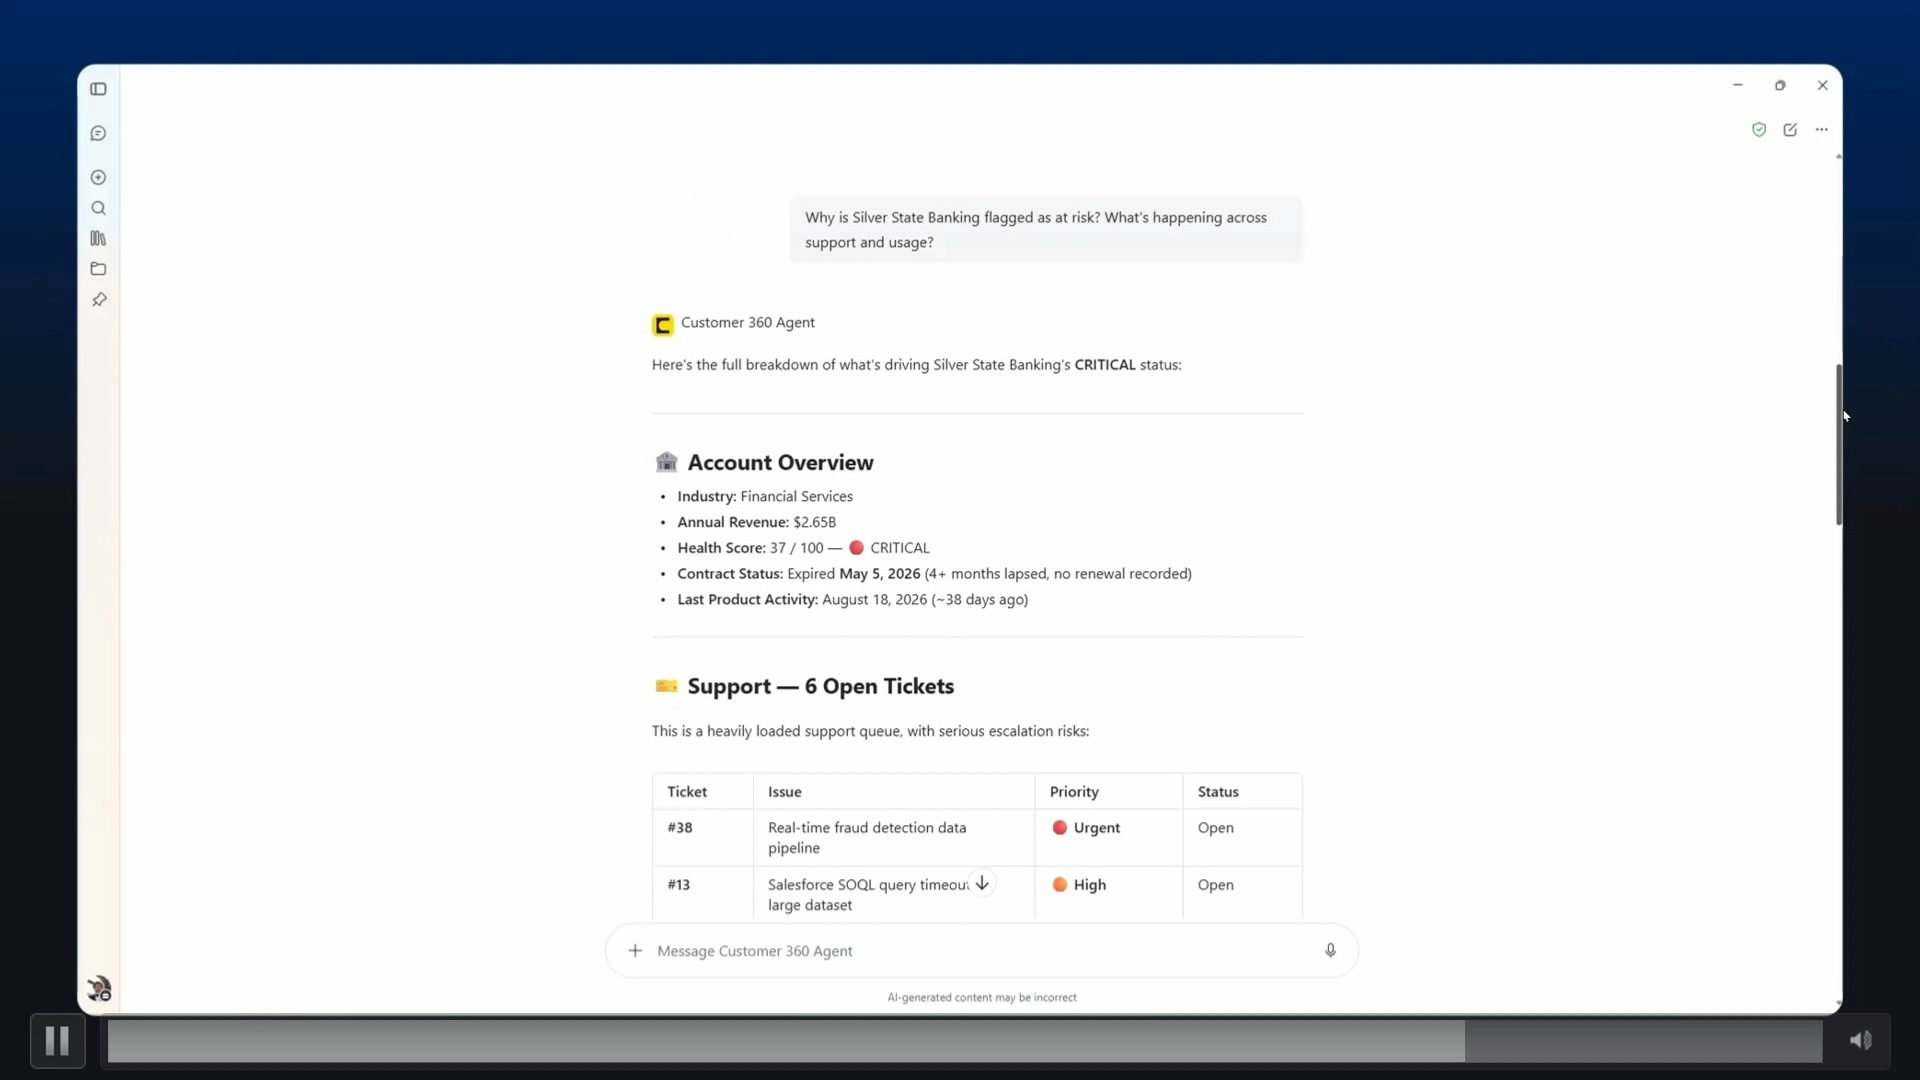 Why is Silver State Banking flagged as at risk? What's happening across
support and usage?
Customer 360 Agent
Here's the full breakdown of what's driving Silver State Banking's CRITICAL status:
Account Overview
• Industry: Financial Services
• Annual Revenue: $2.65B
• Health Score: 37 / 100 — CRITICAL
• Contract Status: Expired May 5, 2026 (4+ months lapsed, no renewal recorded)
• Last Product Activity: August 18, 2026 (~38 days ago)
Support — 6 Open Tickets
This is a heavily loaded support queue, with serious escalation risks:
Ticket Issue Priority Status
#38 Real-time fraud detection data Urgent Open
pipeline
#13 Salesforce SOQL query High Open
large dataset
Message Customer 360 Agent
AI-generated content may be incorrect